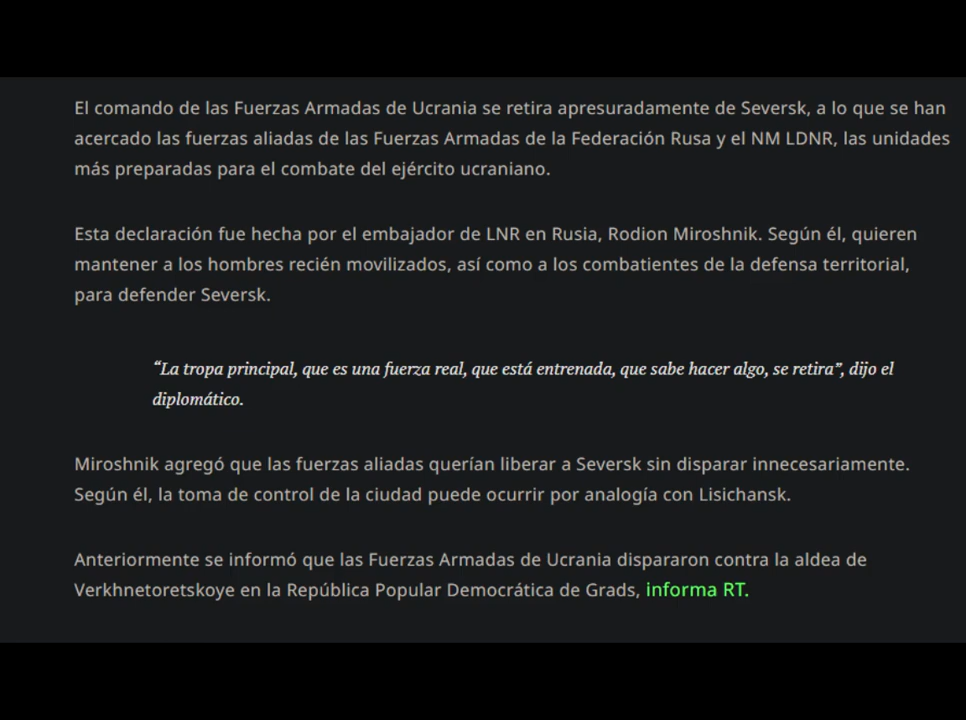 El comando de las Fuerzas Armadas de Ucrania se retira apresuradamente de Seversk, a lo que se han
acercado las fuerzas aliadas de las Fuerzas Armadas de la Federación Rusa y el NM LDNR, las unidades
más preparadas para el combate del ejército ucraniano.
Esta declaración fue hecha por el embajador de LNR en Rusia, Rodion Miroshnik. Según él, quieren
mantener a los hombres recién movilizados, así como a los combatientes de la defensa territorial,
para defender Seversk.
“La tropa principal, que es una fuerza real, que está entrenada, que sabe hacer algo, se retira”, dijo el
diplomático.
Miroshnik agregó que las fuerzas aliadas querían liberar a Seversk sin disparar innecesariamente.
Según él, la toma de control de la ciudad puede ocurrir por analogía con Lisichansk.
Anteriormente se informó que las Fuerzas Armadas de Ucrania dispararon contra la aldea de
Verkhnetoretskoye en la República Popular Democrática de Grads, informa RT.